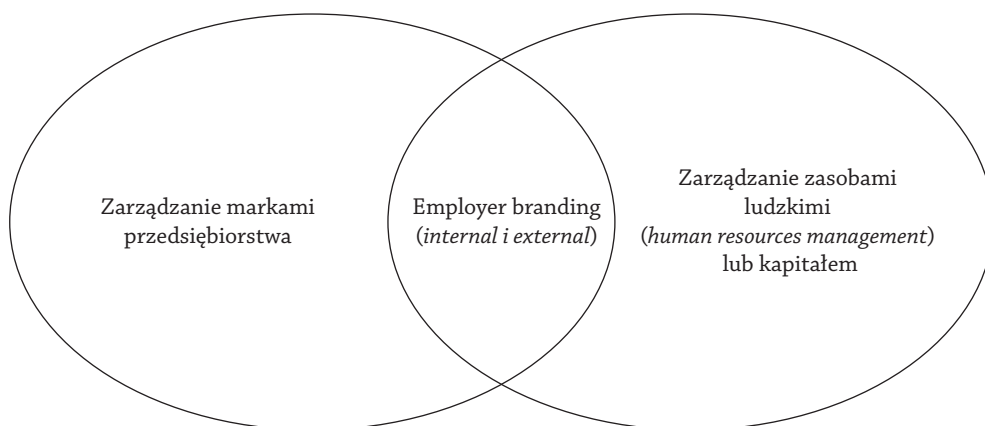 Zarządzanie markami
przedsiębiorstwa
Employer branding
(internal i external)
Zarządzanie zasobami
ludzkimi
(human resources management)
lub kapitałem